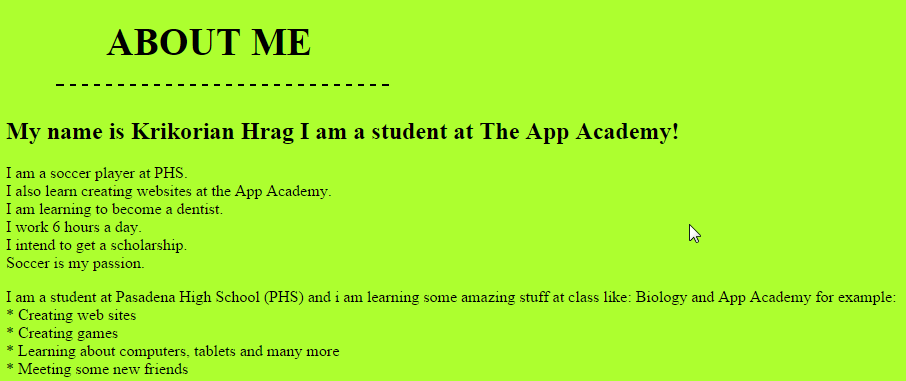 ABOUT ME
- - - - - - - - - - - - - - - - - - - - - - - - - -
My name is Krikorian Hrag I am a student at The App Academy!
I am a soccer player at PHS.
I also learn creating websites at the App Academy.
I am learning to become a dentist.
I work 6 hours a day.
I intend to get a scholarship.
Soccer is my passion.
I am a student at Pasadena High School (PHS) and i am learning some amazing stuff at class like: Biology and App Academy for example:
* Creating web sites
* Creating games
* Learning about computers, tablets and many more
* Meeting some new friends